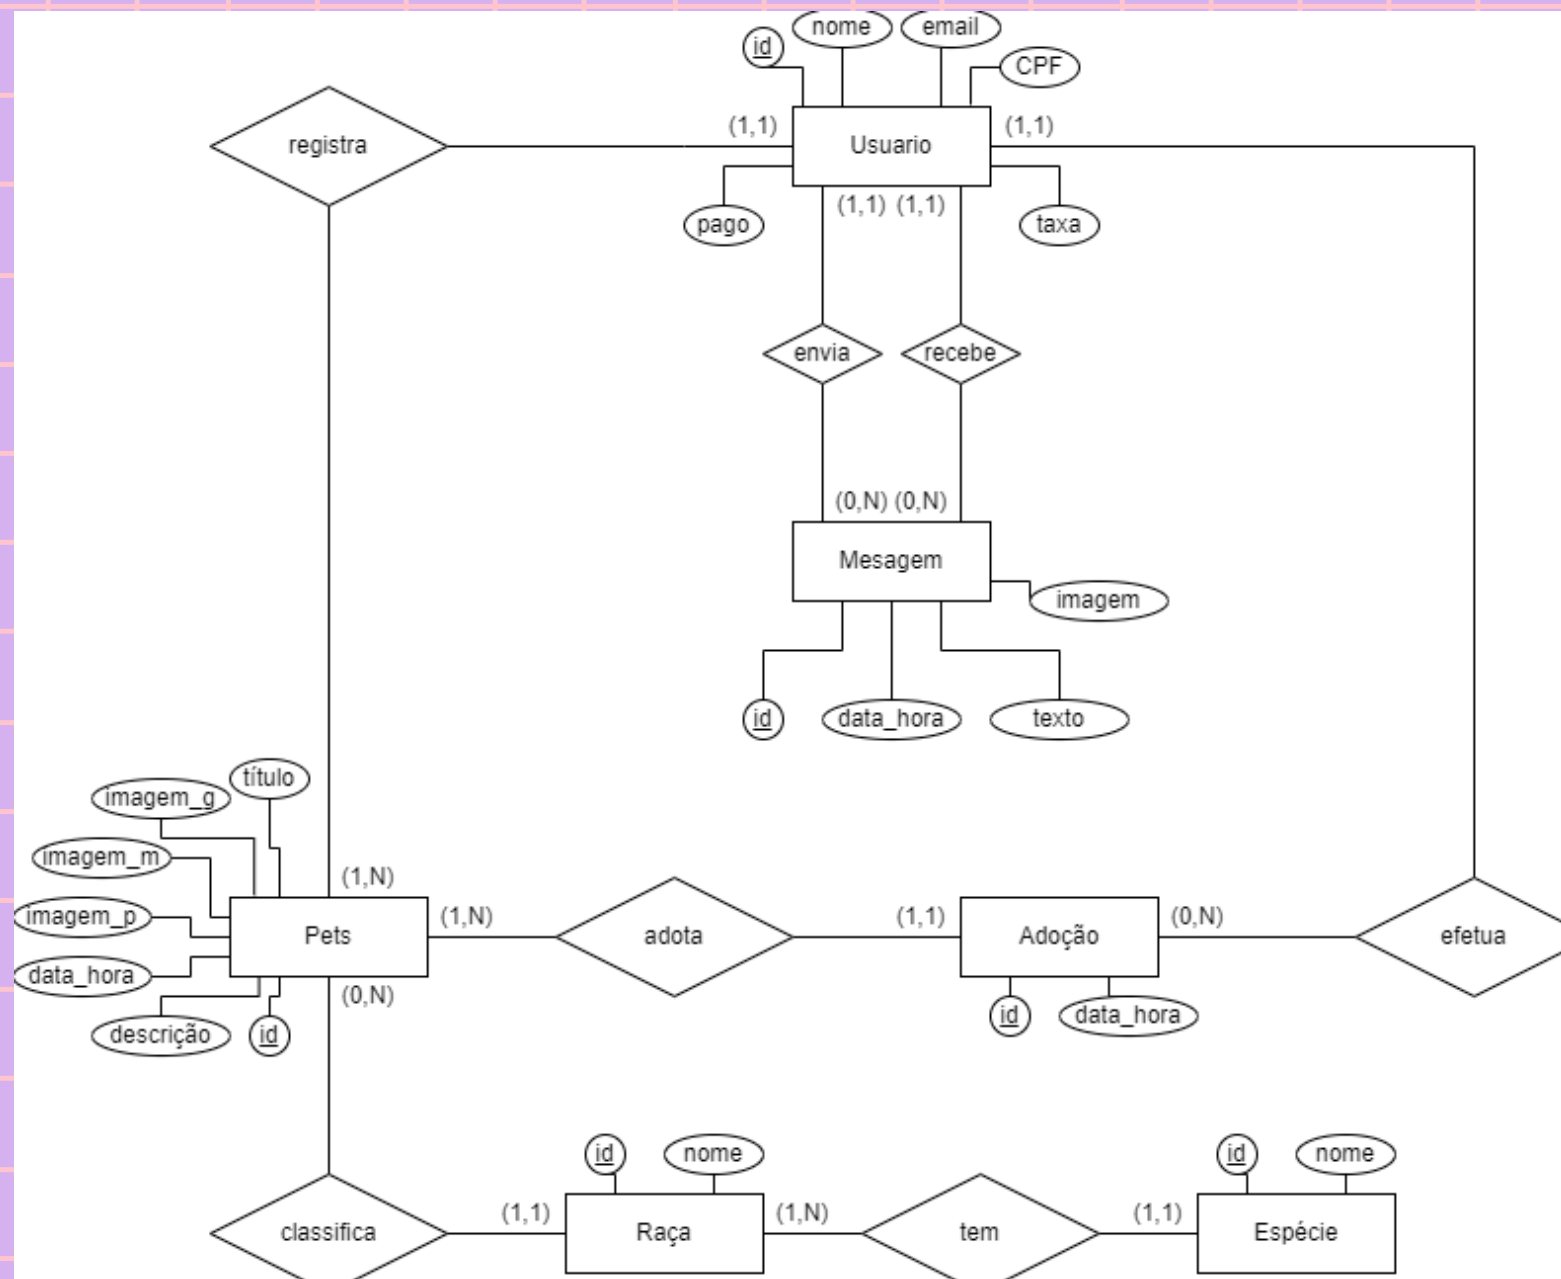 nome
email
id
CPF
registra
(1,1)
Usuario
(1,1)
pago
(1,1)
(1,1)
taxa
envia
recebe
(0,N)
(0,N)
Mesagem
imagem
id
data_hora
texto
título
imagem_g
imagem_m
(1,N)
imagem_p
Pets
(1,N)
adota
(1,1)
Adoção
(0,N)
efetua
data_hora
(0,N)
descrição
id
id
data_hora
id
nome
id
nome
classifica
(1,1)
Raça
(1,N)
tem
(1,1)
Espécie